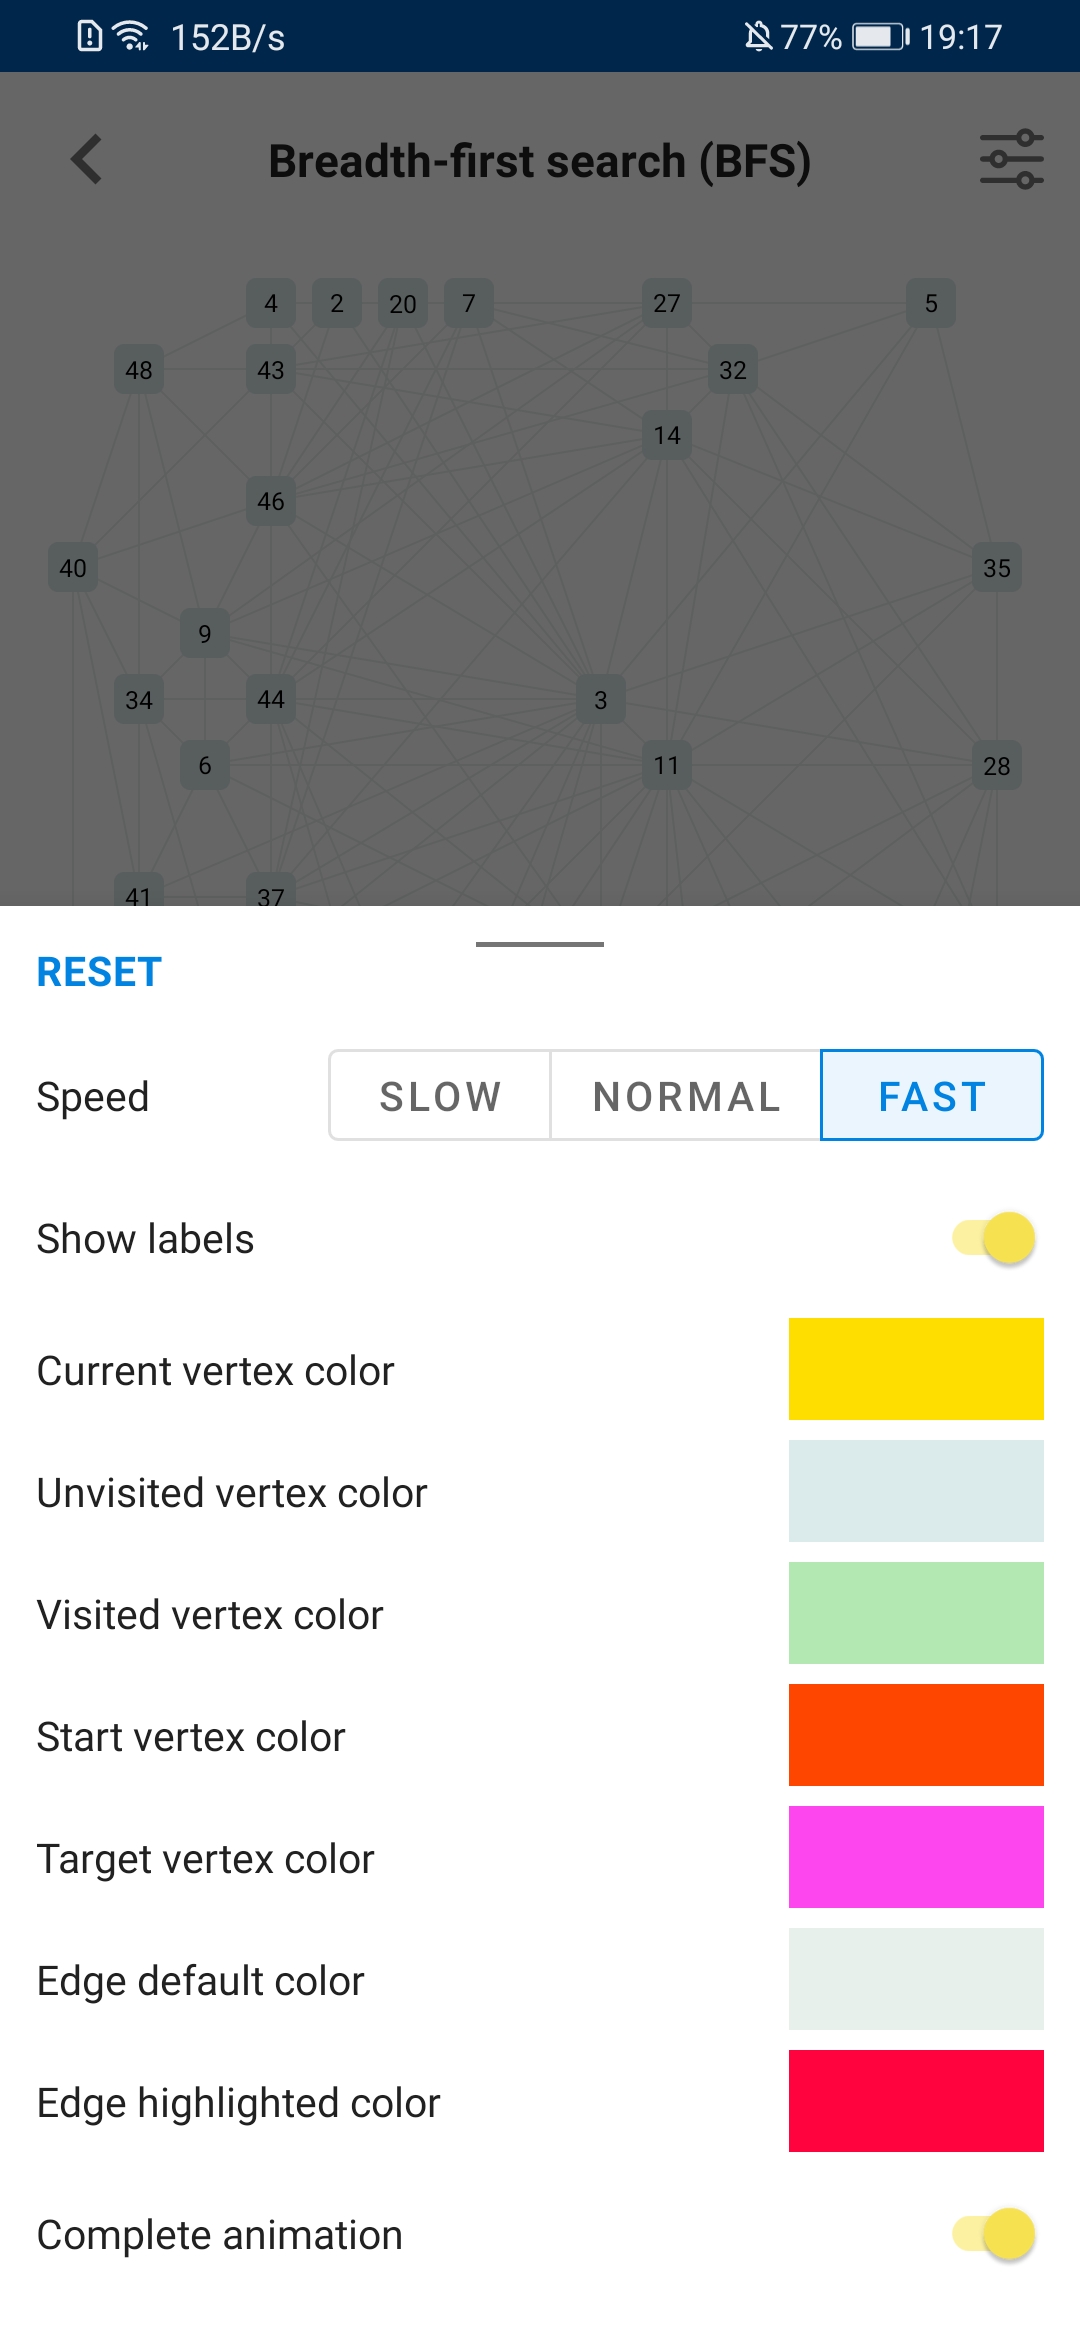 152B/s 77% 19:17
Breadth-first search (BFS)
4 2 20 7 27 5
48 43 32
14
46
40 35
9
34 44 3
6 11 28
41 37
RESET
Speed SLOW NORMAL FAST
Show labels
Current vertex color
Unvisited vertex color
Visited vertex color
Start vertex color
Target vertex color
Edge default color
Edge highlighted color
Complete animation